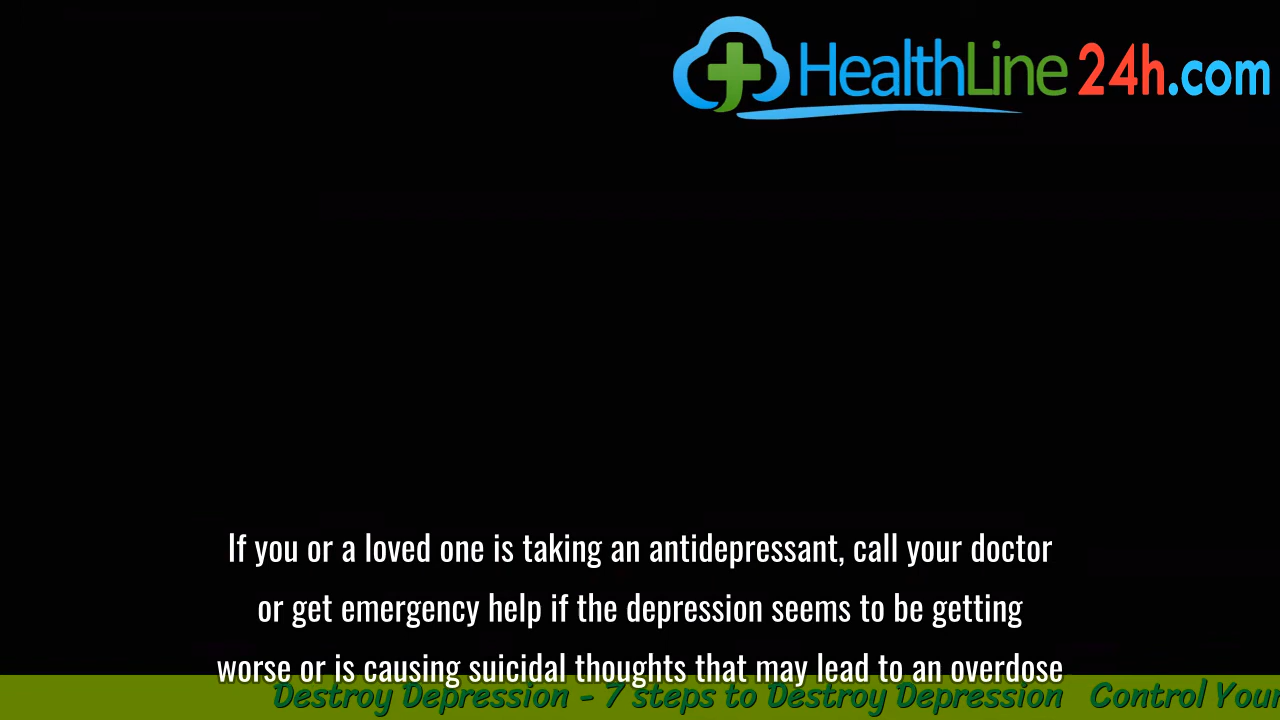 HealthLine 24h.com
If you or a loved one is taking an antidepressant, call your doctor
or get emergency help if the depression seems to be getting
worse or is causing suicidal thoughts that may lead to an overdose
Destroy Depression - 7 steps to Destroy Depression Control Your